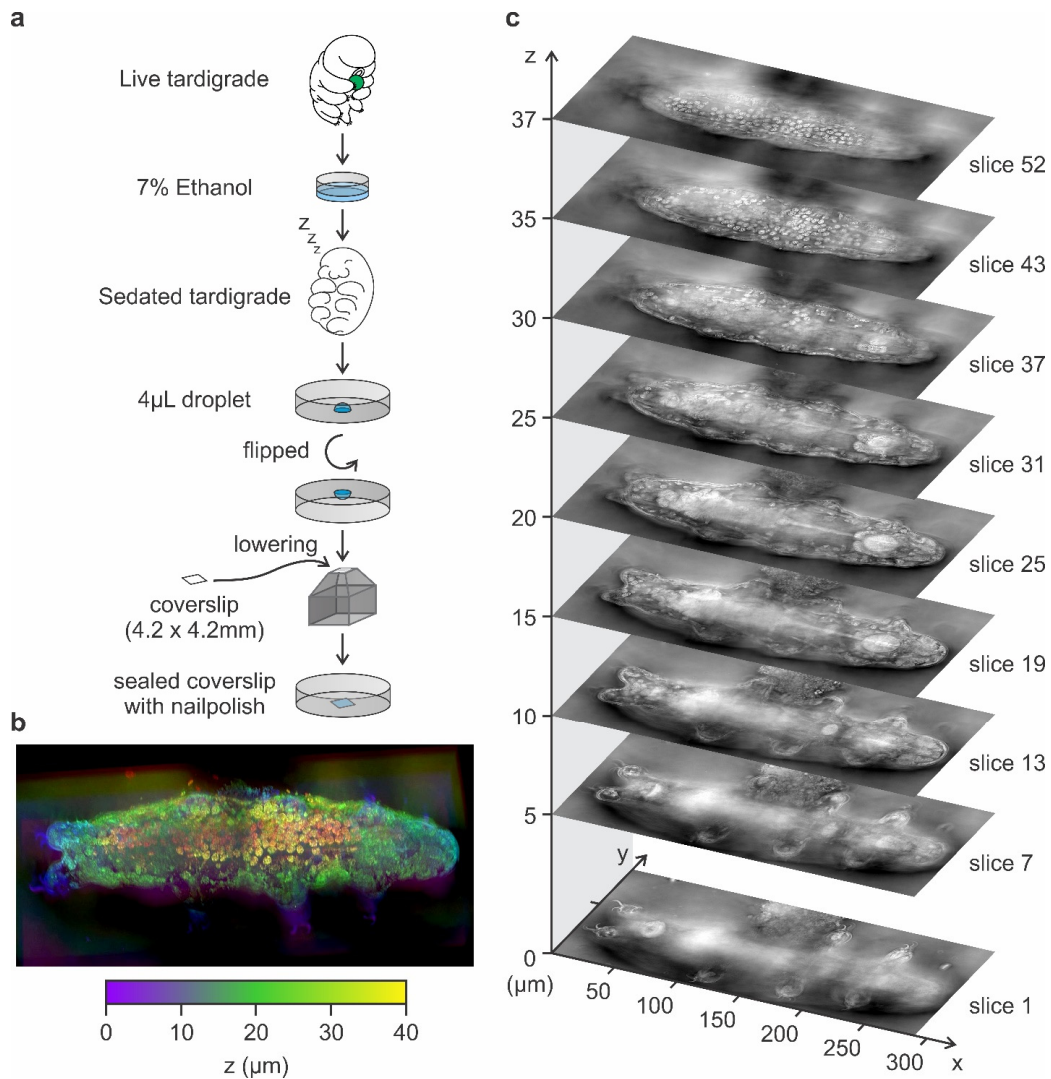 a
Live tardigrade
7% Ethanol
z
z
z
Sedated tardigrade
4μL droplet
flipped
lowering
coverslip
(4.2 x 4.2mm)
sealed coverslip
with nailpolish
b
0 10 20 30 40
z (μm)
c
z
37
slice 52
35
slice 43
30
slice 37
25
slice 31
20
slice 25
15
slice 19
10
slice 13
5
slice 7
y
0
(μm)
slice 1
50 100 150 200 250 300 x